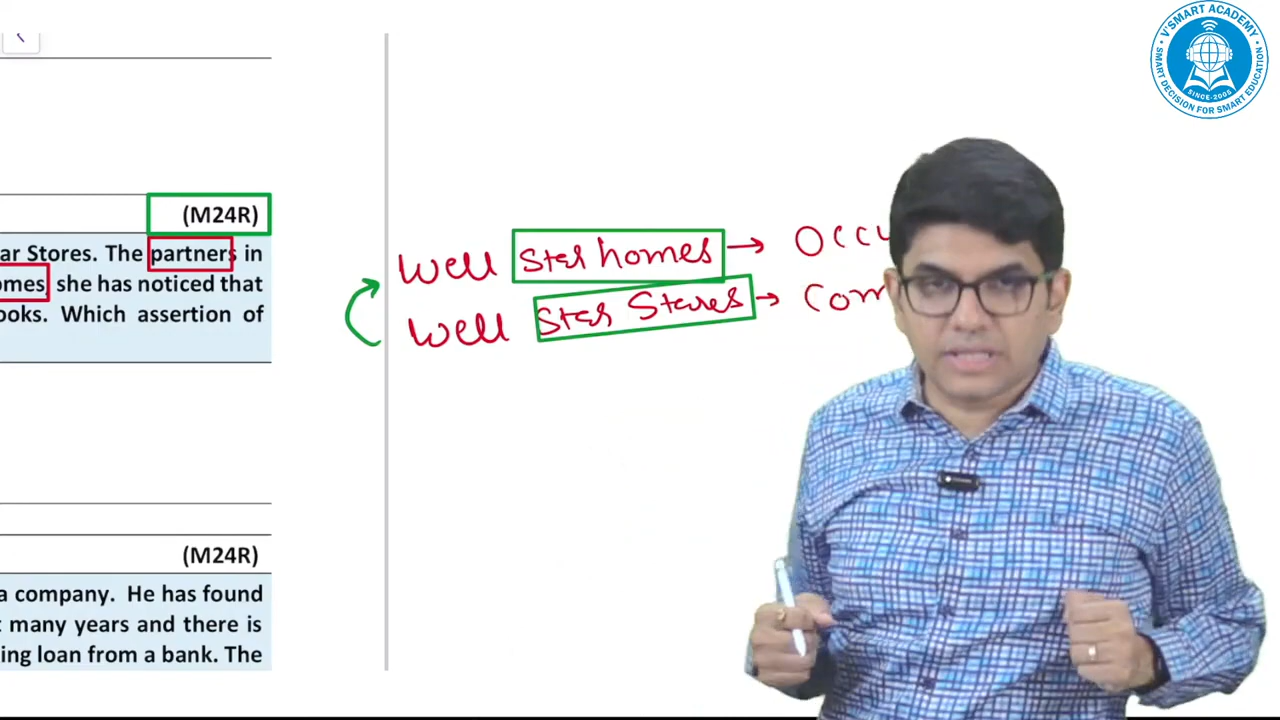 V'SMART ACADEMY
SINCE-2005
SMART DECISION FOR SMART EDUCATION
(M24R)
ar Stores. The partners in
omes she has noticed that
ooks. Which assertion of
Well Star homes → Occu
Well Star Stores → Com
(M24R)
a company. He has found
t many years and there is
ing loan from a bank. The